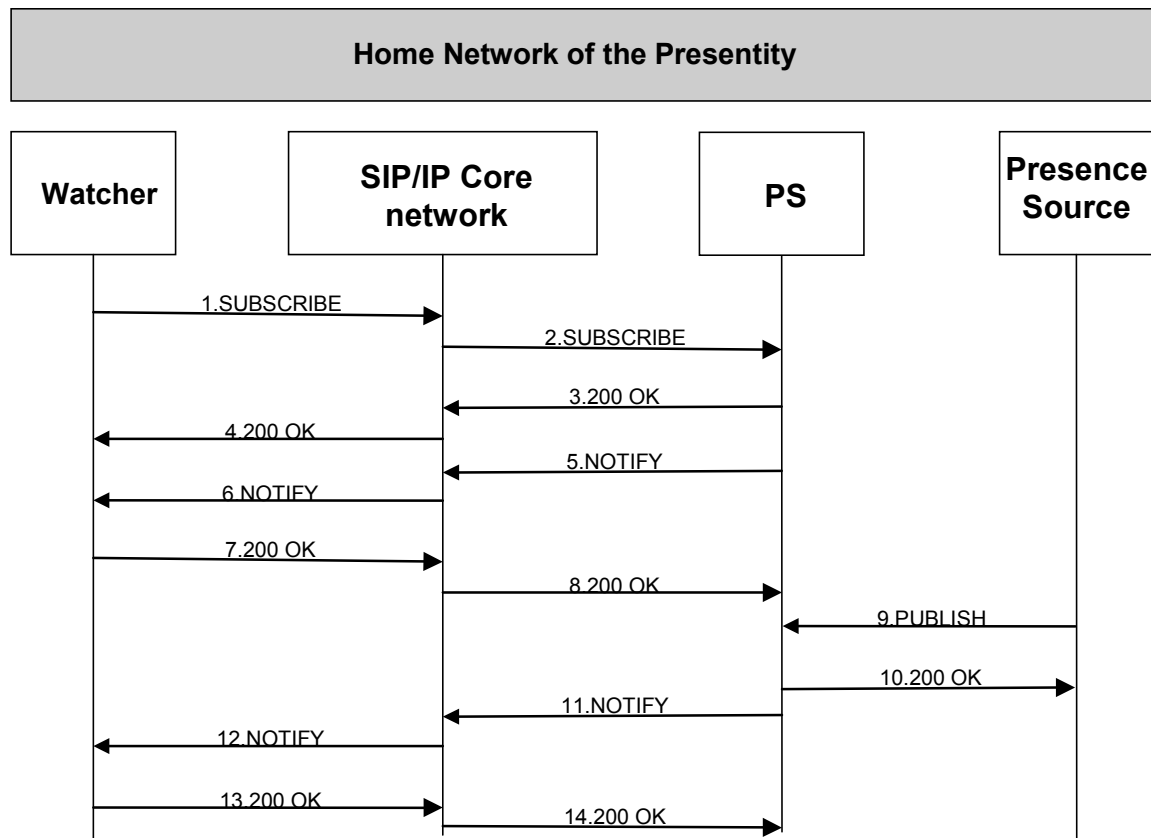 Home Network of the Presentity
Watcher
SIP/IP Core
network
PS
Presence
Source
1.SUBSCRIBE
2.SUBSCRIBE
3.200 OK
4.200 OK
5.NOTIFY
6.NOTIFY
7.200 OK
8.200 OK
9.PUBLISH
10.200 OK
11.NOTIFY
12.NOTIFY
13.200 OK
14.200 OK